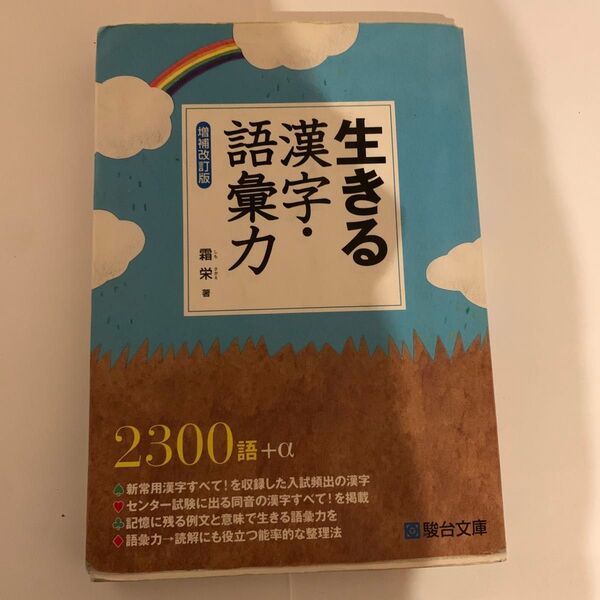 生きる
漢字・
語彙力
増補改訂版
霜栄 著
しも さかえ
2300語+α
♠新常用漢字すべて!を収録した入試頻出の漢字
♥センター試験に出る同音の漢字すべて!を掲載
♣記憶に残る例文と意味で生きる語彙力を
♦語彙力→読解にも役立つ能率的な整理法
駿台文庫